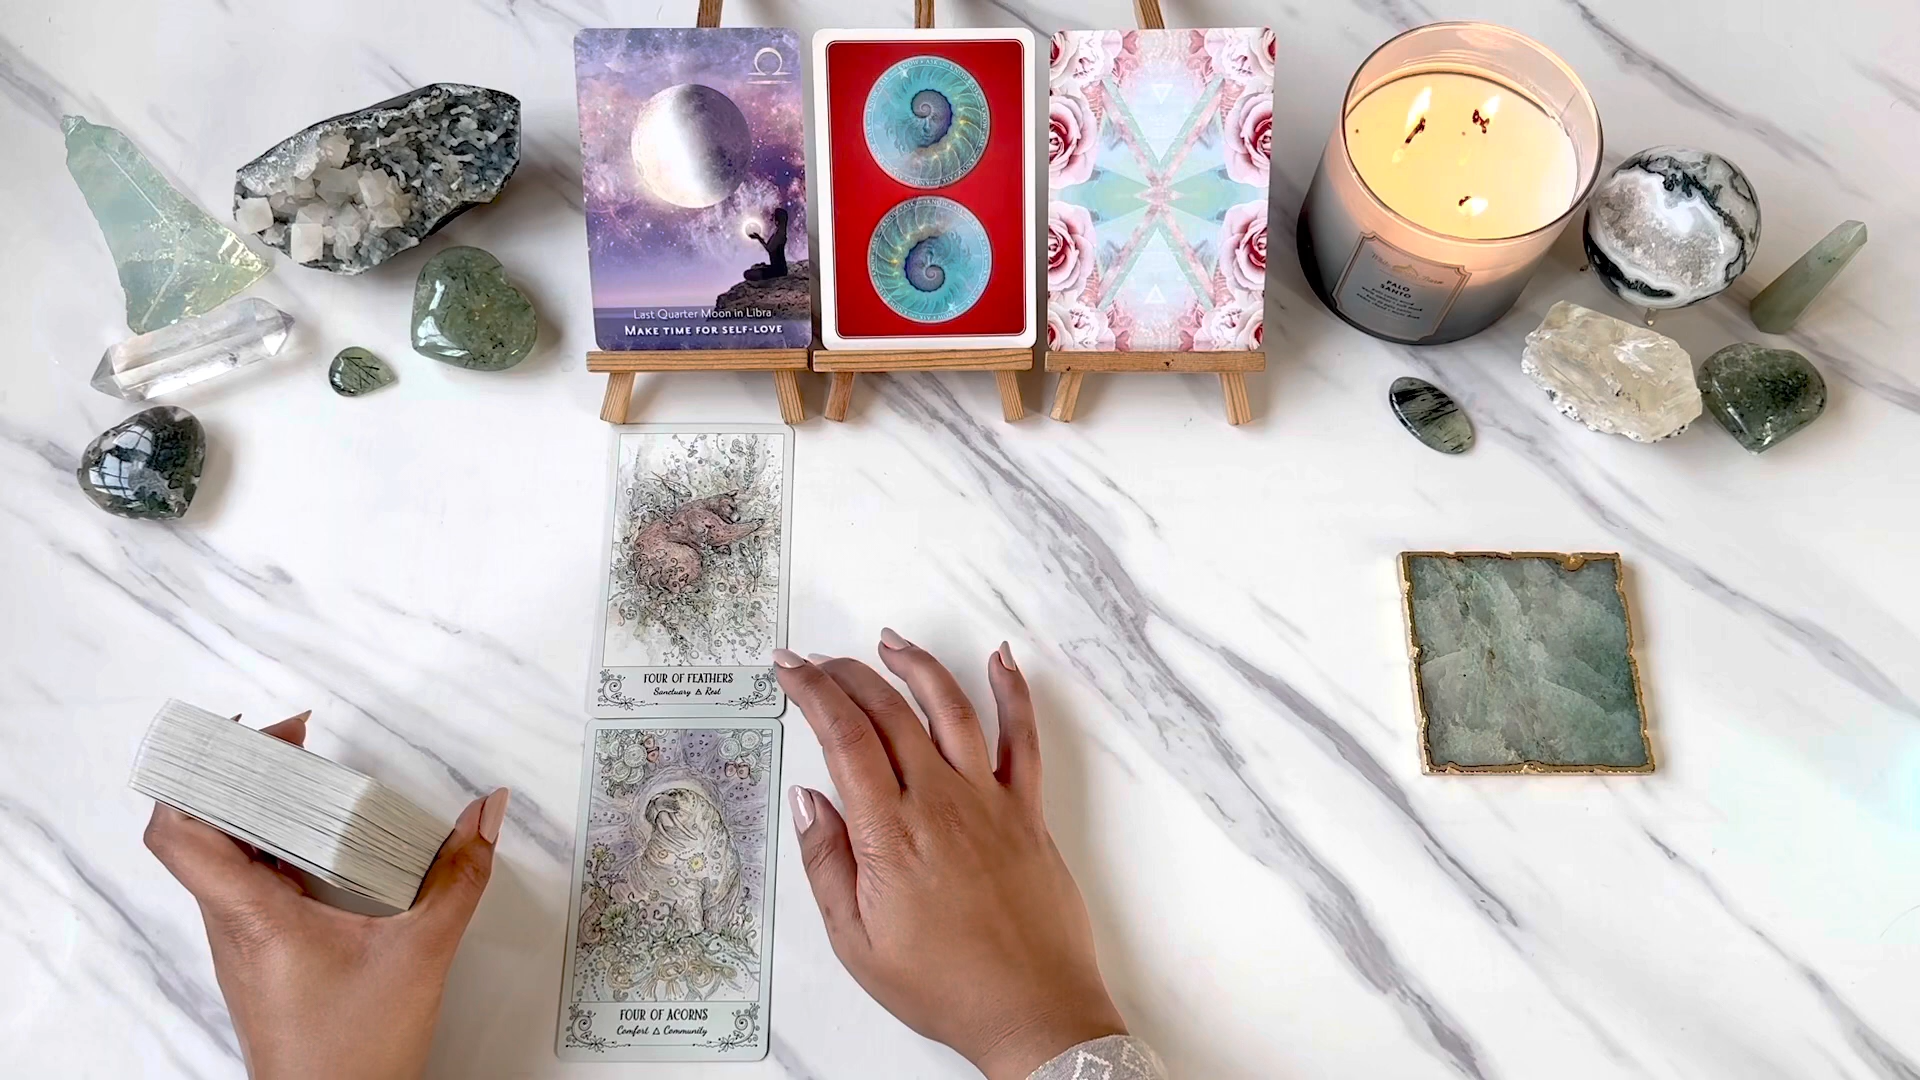 Last Quarter Moon in Libra
MAKE TIME FOR SELF-LOVE
PALO
SANTO
FOUR OF FEATHERS
Sanctuary △ Rest
FOUR OF ACORNS
Comfort △ Community